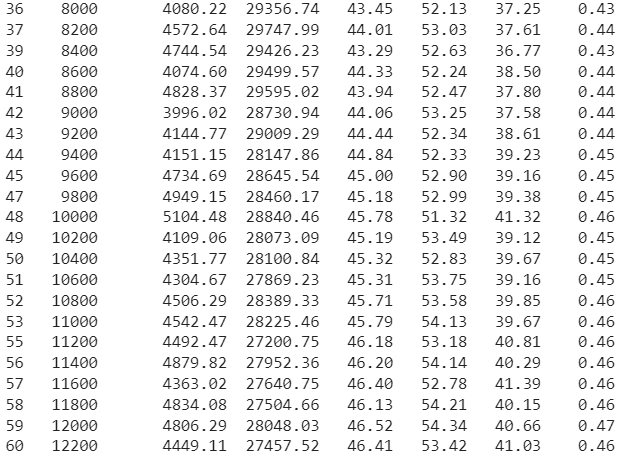 36 8000 4080.22 29356.74 43.45 52.13 37.25 0.43
37 8200 4572.64 29747.99 44.01 53.03 37.61 0.44
39 8400 4744.54 29426.23 43.29 52.63 36.77 0.43
40 8600 4074.60 29499.57 44.33 52.24 38.50 0.44
41 8800 4828.37 29595.02 43.94 52.47 37.80 0.44
42 9000 3996.02 28730.94 44.06 53.25 37.58 0.44
43 9200 4144.77 29009.29 44.44 52.34 38.61 0.44
44 9400 4151.15 28147.86 44.84 52.33 39.23 0.45
45 9600 4734.69 28645.54 45.00 52.90 39.16 0.45
47 9800 4949.15 28460.17 45.18 52.99 39.38 0.45
48 10000 5104.48 28840.46 45.78 51.32 41.32 0.46
49 10200 4109.06 28073.09 45.19 53.49 39.12 0.45
50 10400 4351.77 28100.84 45.32 52.83 39.67 0.45
51 10600 4304.67 27869.23 45.31 53.75 39.16 0.45
52 10800 4506.29 28389.33 45.71 53.58 39.85 0.46
53 11000 4542.47 28225.46 45.79 54.13 39.67 0.46
55 11200 4492.47 27200.75 46.18 53.18 40.81 0.46
56 11400 4879.82 27952.36 46.20 54.14 40.29 0.46
57 11600 4363.02 27640.75 46.40 52.78 41.39 0.46
58 11800 4834.08 27504.66 46.13 54.21 40.15 0.46
59 12000 4806.29 28048.03 46.52 54.34 40.66 0.47
60 12200 4449.11 27457.52 46.41 53.42 41.03 0.46